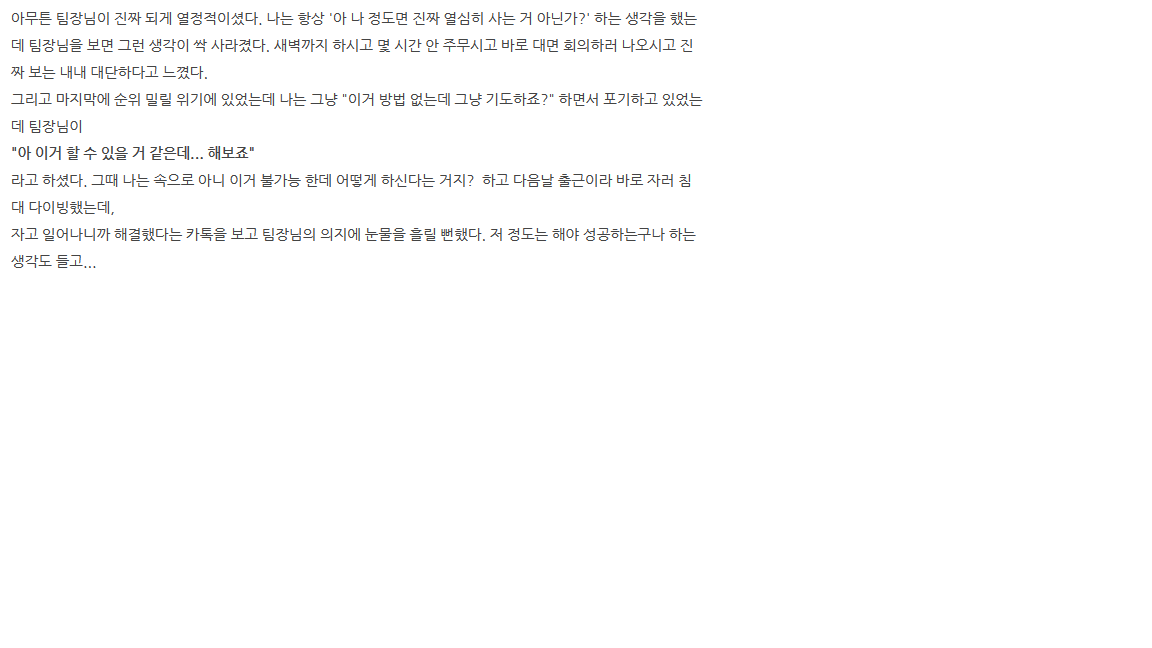 아무튼 팀장님이 진짜 되게 열정적이셨다. 나는 항상 '아 나 정도면 진짜 열심히 사는 거 아닌가?' 하는 생각을 했는
데 팀장님을 보면 그런 생각이 싹 사라졌다. 새벽까지 하시고 몇 시간 안 주무시고 바로 대면 회의하러 나오시고 진
짜 보는 내내 대단하다고 느꼈다.
그리고 마지막에 순위 밀릴 위기에 있었는데 나는 그냥 "이거 방법 없는데 그냥 기도하죠?" 하면서 포기하고 있었는
데 팀장님이
"아 이거 할 수 있을 거 같은데... 해보죠"
라고 하셨다. 그때 나는 속으로 아니 이거 불가능 한데 어떻게 하신다는 거지?  하고 다음날 출근이라 바로 자러 침
대 다이빙했는데,
자고 일어나니까 해결했다는 카톡을 보고 팀장님의 의지에 눈물을 흘릴 뻔했다. 저 정도는 해야 성공하는구나 하는
생각도 들고...